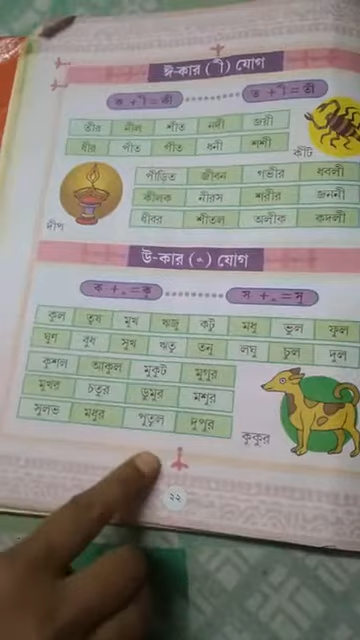 ঈ-কার (ী) যোগ
ক + ী = কী
ত + ী = তী
তীর নীল শীত নদী জয়ী
ধীর পীত গীত ধনী শশী
কীট
পীড়িত জীবন গভীর ধবলী
কীলক নীরস শরীর জননী
ধীবর শীতল অলীক কদলী
দীপ
উ-কার (ু) যোগ
ক + ু = কু
স + ু = সু
কুল তুষ মুখ ঋজু কটু মধু ভুল ফুল
ঘুণ বুধ সুখ ঋতু তনু লঘু চুল দুল
কুশল আকুল মুকুট মুগুর
মুখর চতুর ডুমুর মশুর
সুলভ মধুর পুতুল দুপুর
কুকুর
২২